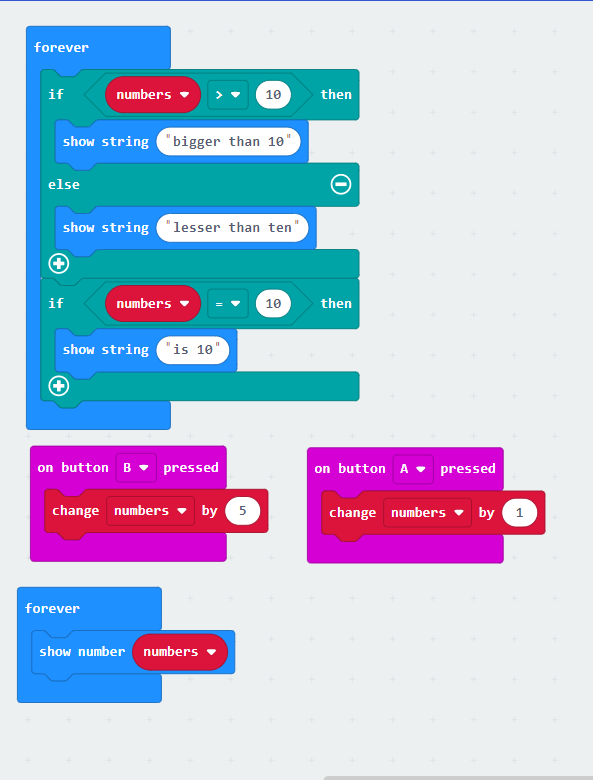 forever
if numbers > 10 then
show string "bigger than 10"
else
show string "lesser than ten"
if numbers = 10 then
show string "is 10"
on button B pressed
change numbers by 5
on button A pressed
change numbers by 1
forever
show number numbers